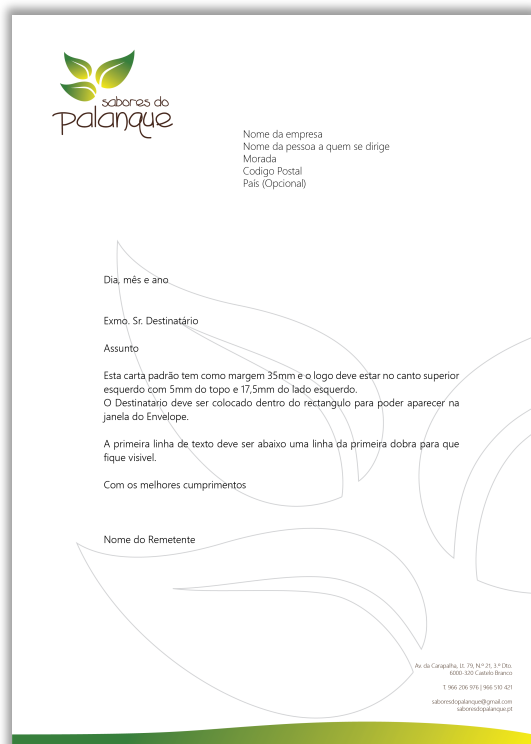 sabores do
palanque
Nome da empresa
Nome da pessoa a quem se dirige
Morada
Codigo Postal
País (Opcional)
Dia, mês e ano
Exmo. Sr. Destinatário
Assunto
Esta carta padrão tem como margem 35mm e o logo deve estar no canto superior
esquerdo com 5mm do topo e 17,5mm do lado esquerdo.
O Destinatario deve ser colocado dentro do rectangulo para poder aparecer na
janela do Envelope.
A primeira linha de texto deve ser abaixo uma linha da primeira dobra para que
fique visivel.
Com os melhores cumprimentos
Nome do Remetente
Av. da Carapalha, Lt. 79, N.º 21, 3.º Dto.
6000-320 Castelo Branco
T. 966 206 976 | 966 510 421
saboresdopalanque@gmail.com
saboresdopalanque.pt